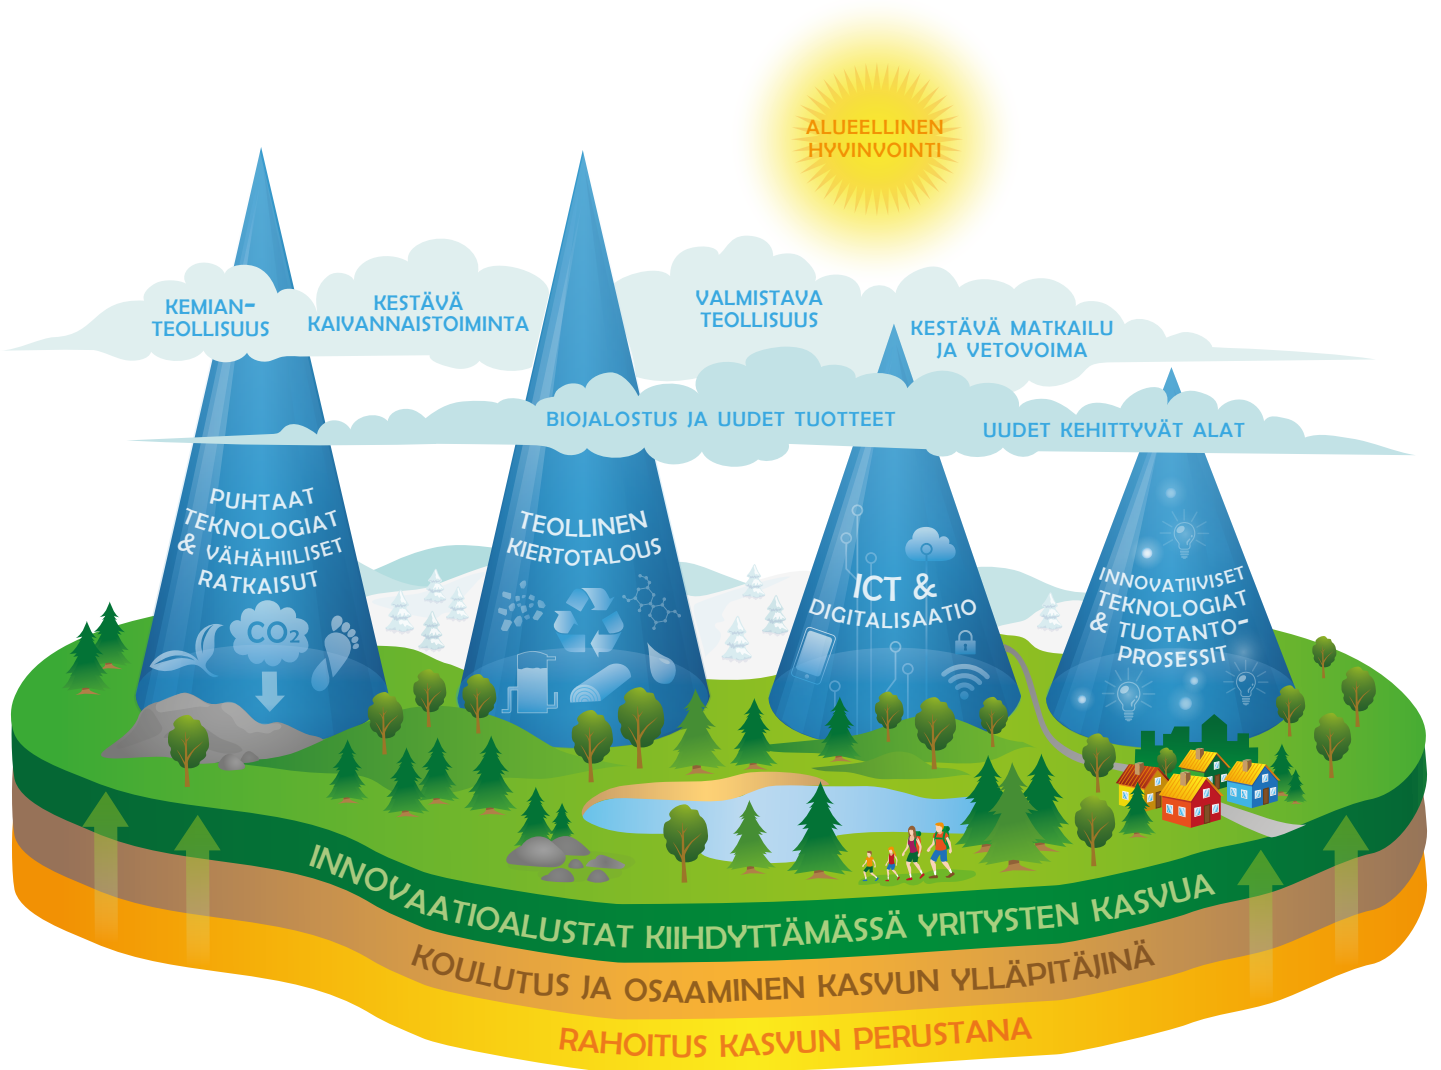 ALUEELLINEN
HYVINVOINTI
KEMIAN-
TEOLLISUUS
KESTÄVÄ
KAIVANNAISTOIMINTA
VALMISTAVA
TEOLLISUUS
KESTÄVÄ MATKAILU
JA VETOVOIMA
BIOJALOSTUS JA UUDET TUOTTEET
UUDET KEHITTYVÄT ALAT
PUHTAAT
TEKNOLOGIAT
& VÄHÄHIILISET
RATKAISUT
CO2
TEOLLINEN
KIERTOTALOUS
ICT &
DIGITALISAATIO
INNOVATIIVISET
TEKNOLOGIAT
& TUOTANTO-
PROSESSIT
INNOVAATIOALUSTAT KIIHDYTTÄMÄSSÄ YRITYSTEN KASVUA
KOULUTUS JA OSAAMINEN KASVUN YLLÄPITÄJINÄ
RAHOITUS KASVUN PERUSTANA